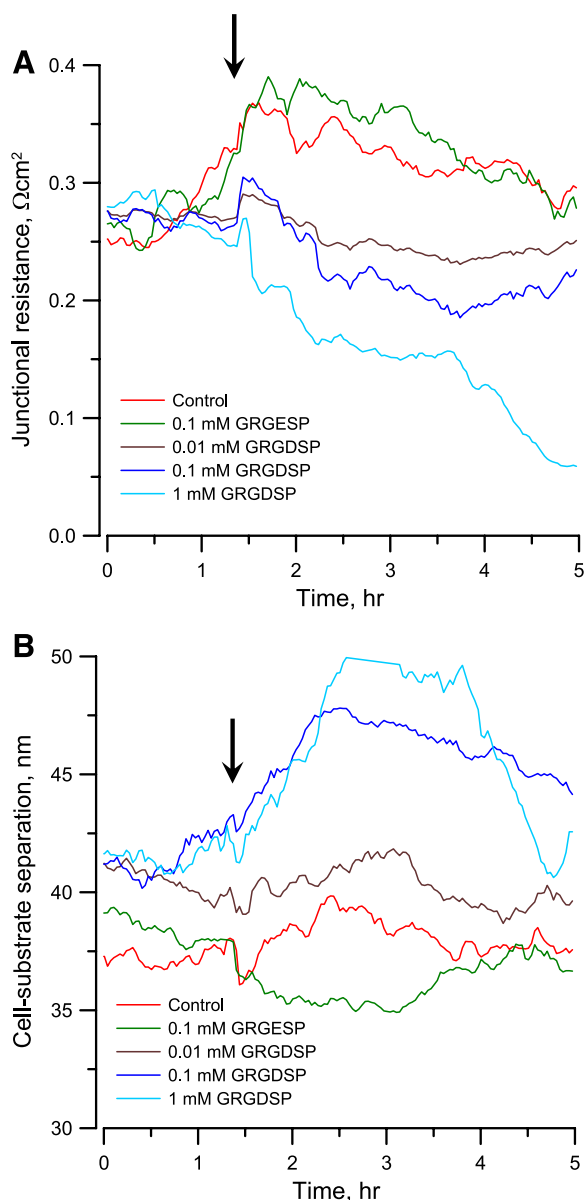 A
Junctional resistance, Ωcm²
0.4
0.3
0.2
0.1
0.0
Control
0.1 mM GRGESP
0.01 mM GRGDSP
0.1 mM GRGDSP
1 mM GRGDSP
0 1 2 3 4 5
Time, hr
B
Cell-substrate separation, nm
50
45
40
35
30
Control
0.1 mM GRGESP
0.01 mM GRGDSP
0.1 mM GRGDSP
1 mM GRGDSP
0 1 2 3 4 5
Time, hr